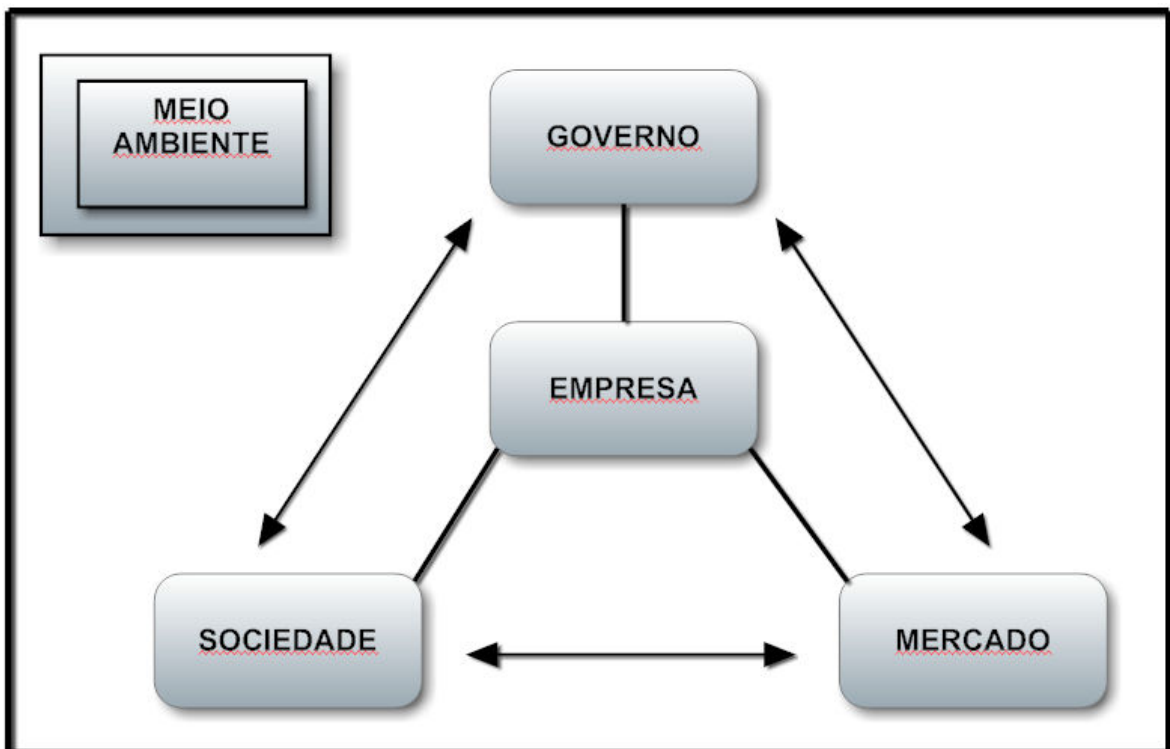 MEIO
AMBIENTE
GOVERNO
EMPRESA
SOCIEDADE
MERCADO